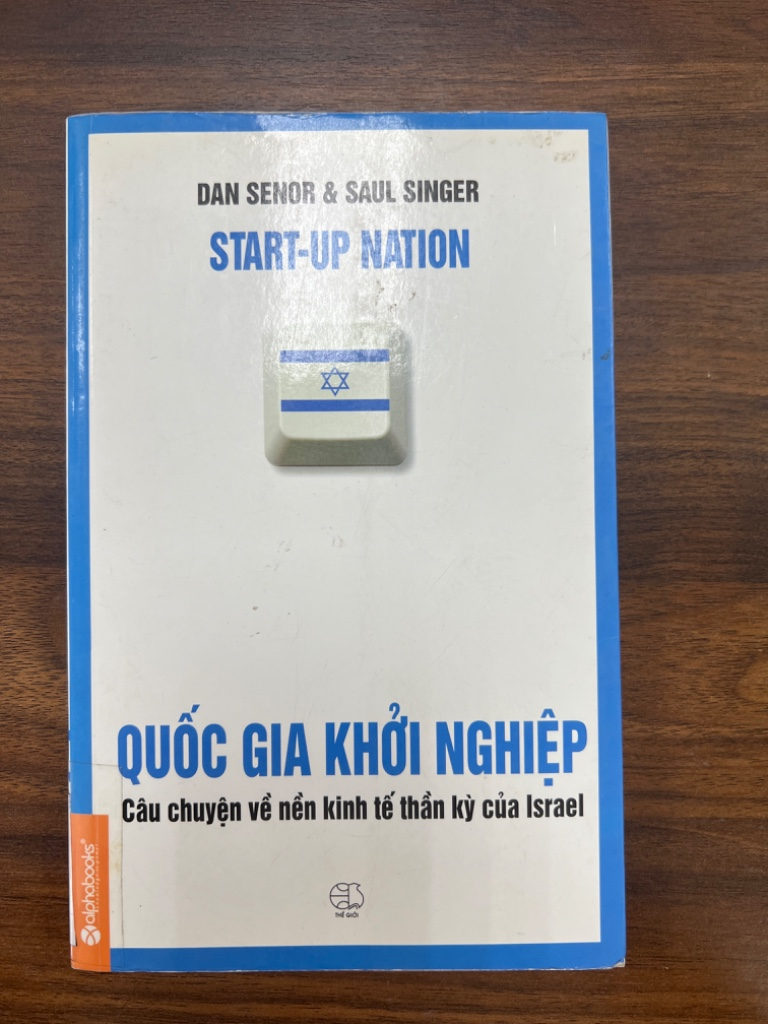 DAN SENOR & SAUL SINGER
START-UP NATION
QUỐC GIA KHỞI NGHIỆP
Câu chuyện về nền kinh tế thần kỳ của Israel
alphabooks®
THẾ GIỚI